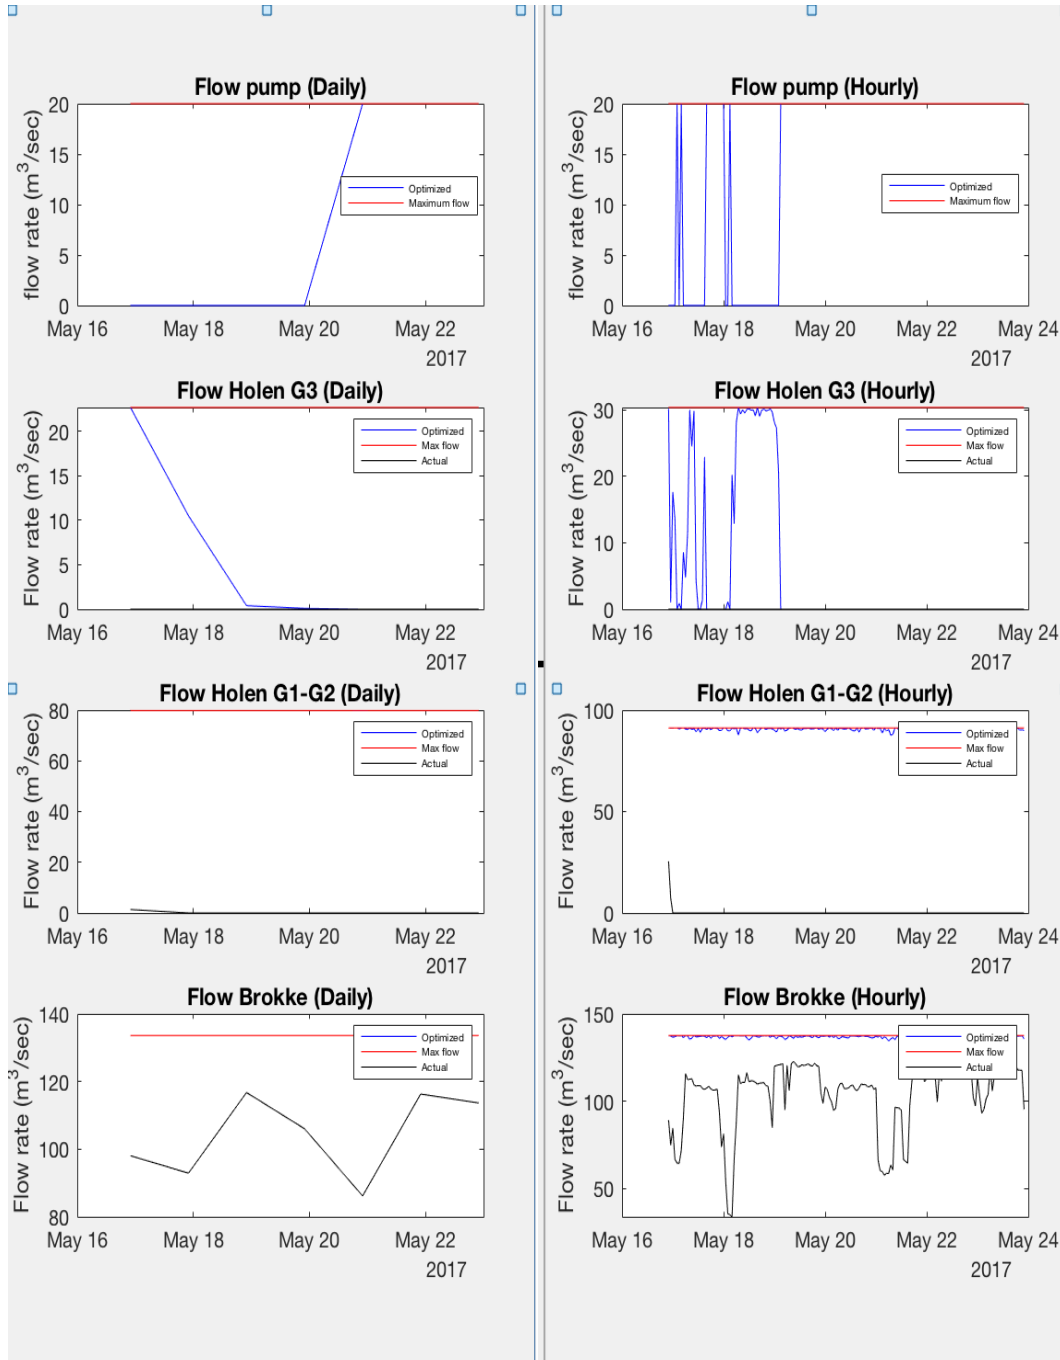 Flow pump (Daily)
flow rate (m³/sec)
20
15
10
5
0
Optimized
Maximum flow
May 16 May 18 May 20 May 22
2017
Flow pump (Hourly)
flow rate (m³/sec)
20
15
10
5
0
Optimized
Maximum flow
May 16 May 18 May 20 May 22 May 24
2017
Flow Holen G3 (Daily)
Flow rate (m³/sec)
20
15
10
5
0
Optimized
Max flow
Actual
May 16 May 18 May 20 May 22
2017
Flow Holen G3 (Hourly)
Flow rate (m³/sec)
30
20
10
0
Optimized
Max flow
Actual
May 16 May 18 May 20 May 22 May 24
2017
Flow Holen G1-G2 (Daily)
Flow rate (m³/sec)
80
60
40
20
0
Optimized
Max flow
Actual
May 16 May 18 May 20 May 22
2017
Flow Holen G1-G2 (Hourly)
Flow rate (m³/sec)
100
50
0
Optimized
Max flow
Actual
May 16 May 18 May 20 May 22 May 24
2017
Flow Brokke (Daily)
Flow rate (m³/sec)
140
120
100
80
Optimized
Max flow
Actual
May 16 May 18 May 20 May 22
2017
Flow Brokke (Hourly)
Flow rate (m³/sec)
150
100
50
Optimized
Max flow
Actual
May 16 May 18 May 20 May 22 May 24
2017